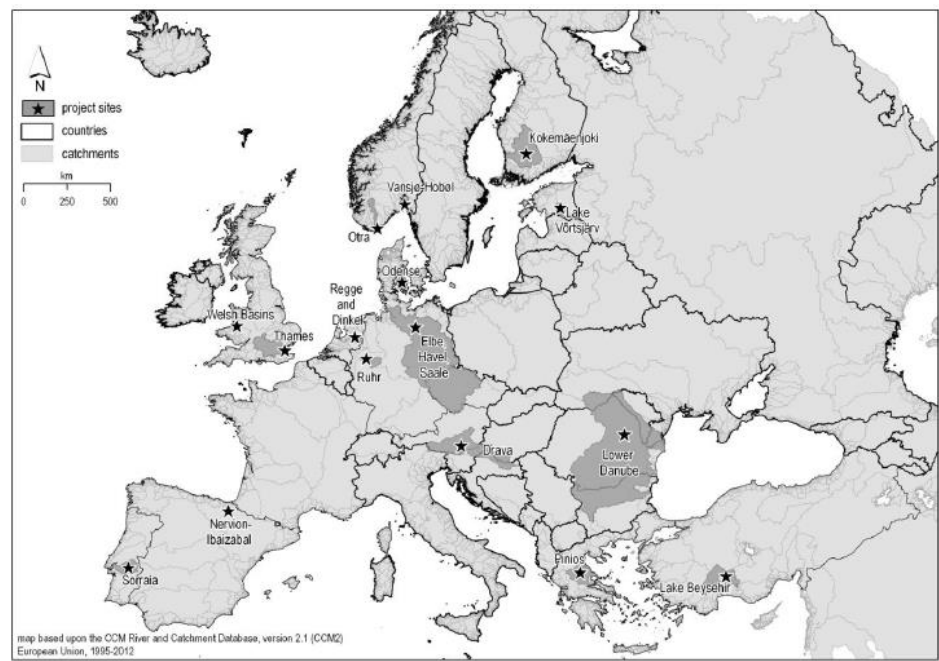 N
project sites
countries
catchments
km
0 250 500
Kokemäenjoki
Vansjø-Hobøl
Lake
Võrtsjärv
Otra
Odense
Regge
and
Dinkel
Welsh Basins
Thames
Elbe
Havel
Saale
Ruhr
Drava
Lower
Danube
Nervion-
Ibaizabal
Pinios
Sorraia
Lake Beysehir
map based upon the CCM River and Catchment Database, version 2.1 (CCM2)
European Union, 1995-2012